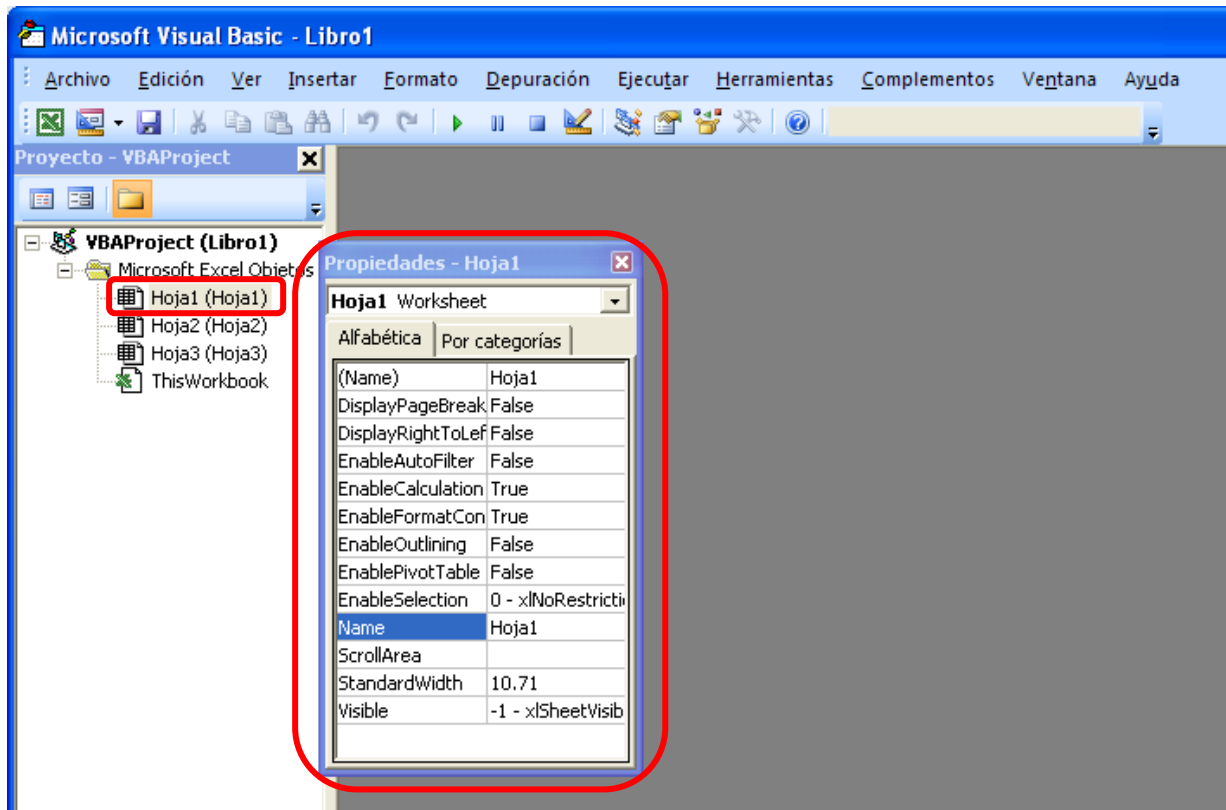 Microsoft Visual Basic - Libro1
Archivo Edición Ver Insertar Formato Depuración Ejecutar Herramientas Complementos Ventana Ayuda
Proyecto - VBAProject
VBAProject (Libro1)
Microsoft Excel Objetos
Hoja1 (Hoja1)
Hoja2 (Hoja2)
Hoja3 (Hoja3)
ThisWorkbook
Propiedades - Hoja1
Hoja1 Worksheet
Alfabética Por categorías
(Name) Hoja1
DisplayPageBreak False
DisplayRightToLef False
EnableAutoFilter False
EnableCalculation True
EnableFormatCon True
EnableOutlining False
EnablePivotTable False
EnableSelection 0 - xlNoRestricti
Name Hoja1
ScrollArea
StandardWidth 10.71
Visible -1 - xlSheetVisib